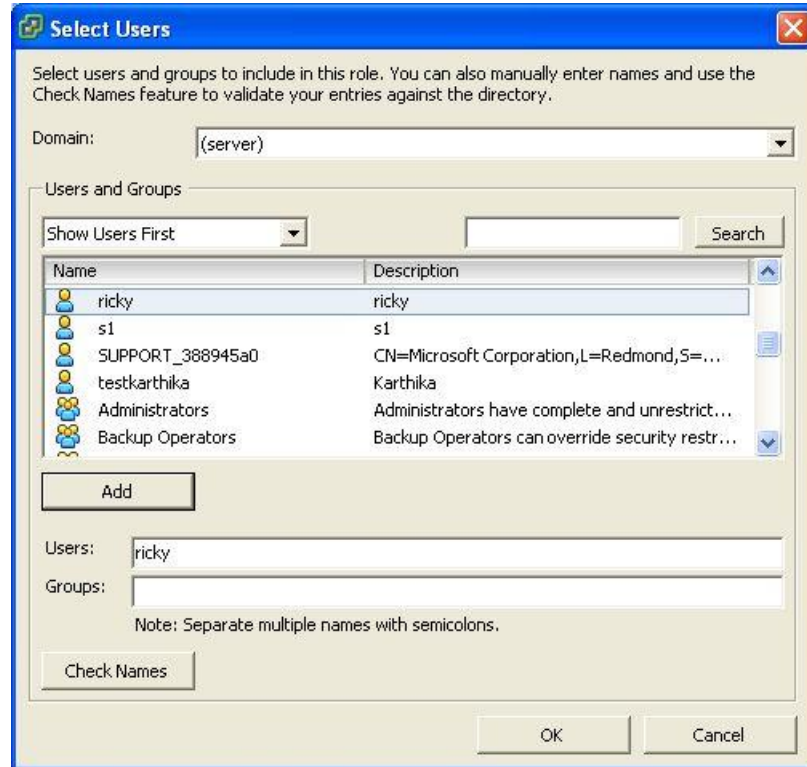 Select Users
Select users and groups to include in this role. You can also manually enter names and use the
Check Names feature to validate your entries against the directory.
Domain: (server)
Users and Groups
Show Users First Search
Name Description
ricky ricky
s1 s1
SUPPORT_388945a0 CN=Microsoft Corporation,L=Redmond,S=...
testkarthika Karthika
Administrators Administrators have complete and unrestrict...
Backup Operators Backup Operators can override security restr...
Add
Users: ricky
Groups:
Note: Separate multiple names with semicolons.
Check Names
OK Cancel